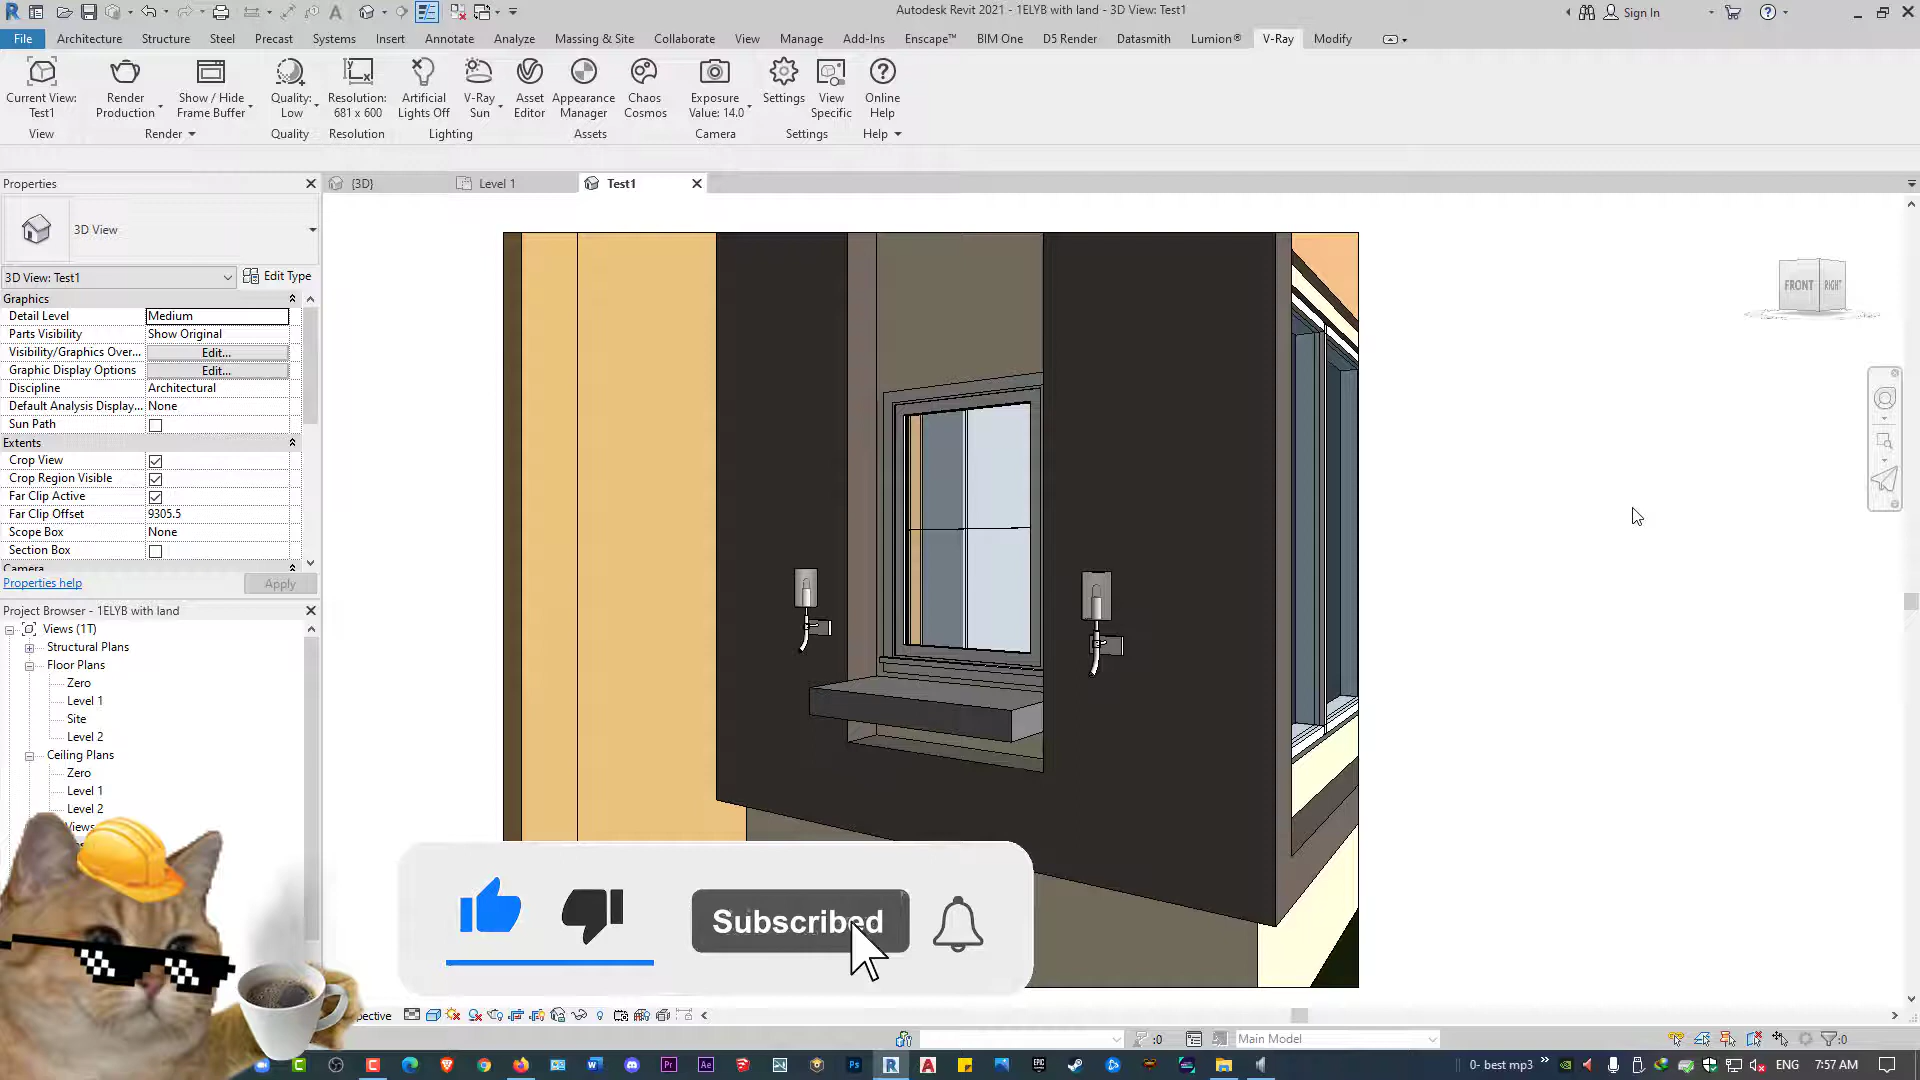 Autodesk Revit 2021 - 1ELYB with land - 3D View: Test1
Sign In
File Architecture Structure Steel Precast Systems Insert Annotate Analyze Massing & Site Collaborate View Manage Add-Ins Enscape™ BIM One D5 Render Datasmith Lumion® V-Ray Modify
Current View:
Test1
Render
Production
Show / Hide
Frame Buffer
Quality:
Low
Resolution:
681 x 600
Artificial
Lights Off
V-Ray
Sun
Asset
Editor
Appearance
Manager
Chaos
Cosmos
Exposure
Value: 14.0
Settings
View
Specific
Online
Help
View Render Quality Resolution Lighting Assets Camera Settings Help
Properties
{3D}
Level 1
Test1
3D View
3D View: Test1
Edit Type
Graphics
Detail Level Medium
Parts Visibility Show Original
Visibility/Graphics Over... Edit...
Graphic Display Options Edit...
Discipline Architectural
Default Analysis Display... None
Sun Path
Extents
Crop View
Crop Region Visible
Far Clip Active
Far Clip Offset 9305.5
Scope Box None
Section Box
Camera
Properties help
Apply
Project Browser - 1ELYB with land
Views (1T)
Structural Plans
Floor Plans
Zero
Level 1
Site
Level 2
Ceiling Plans
Zero
Level 1
Level 2
Views
FRONT
RIGHT
Subscribed
pective
:0
Main Model
:0
0- best mp3
ENG
7:57 AM